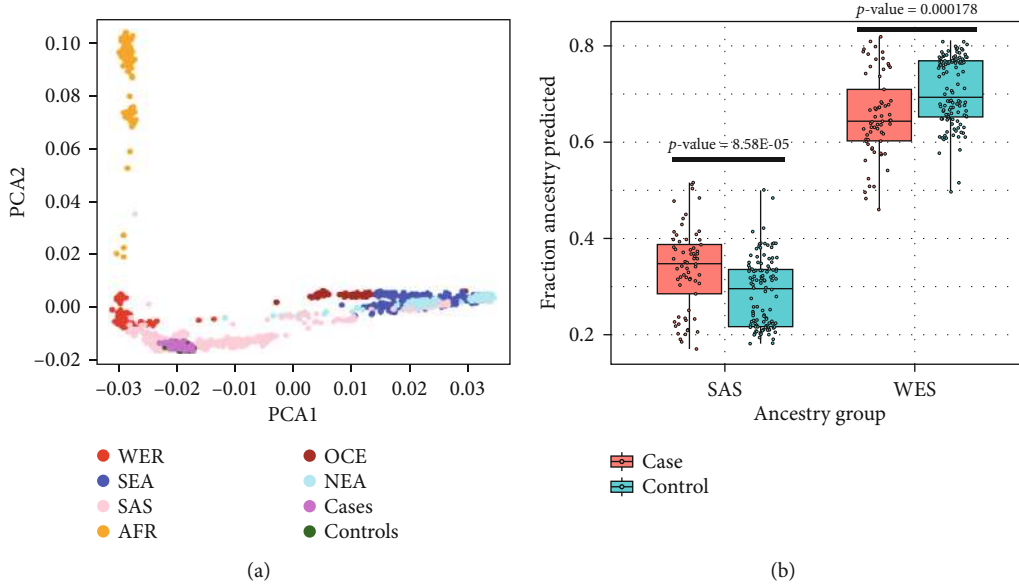 PCA2
0.10
0.08
0.06
0.04
0.02
0.00
−0.02
−0.03
−0.02
−0.01
0.00
0.01
0.02
0.03
PCA1
WER
SEA
SAS
AFR
OCE
NEA
Cases
Controls
(a)
Fraction ancestry predicted
0.8
0.6
0.4
0.2
p-value = 8.58E-05
p-value = 0.000178
SAS
WES
Ancestry group
Case
Control
(b)